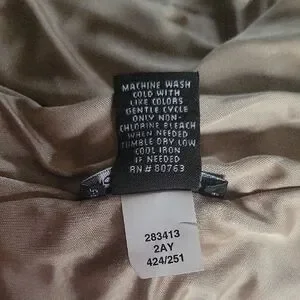 MACHINE WASH
COLD WITH
LIKE COLORS
GENTLE CYCLE
ONLY NON-
CHLORINE BLEACH
WHEN NEEDED
TUMBLE DRY LOW
COOL IRON
IF NEEDED
RN# 80763
283413
2AY
424/251